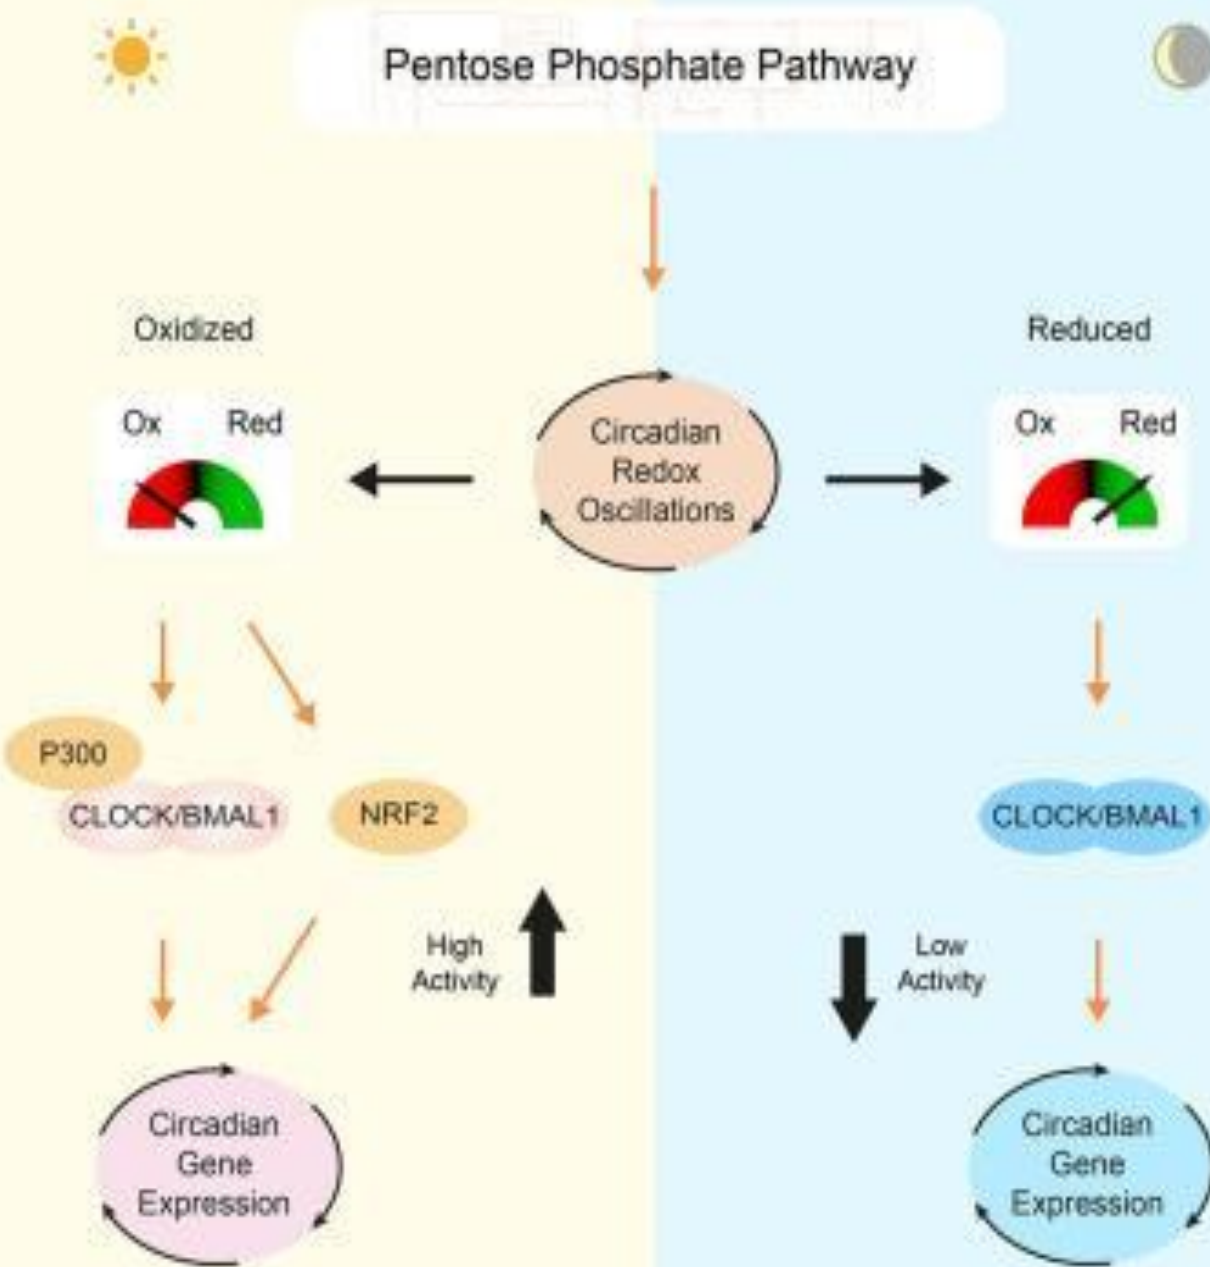 Pentose Phosphate Pathway
Oxidized
Reduced
Ox Red
Circadian
Redox
Oscillations
Ox Red
P300
CLOCK/BMAL1
NRF2
CLOCK/BMAL1
High
Activity
Low
Activity
Circadian
Gene
Expression
Circadian
Gene
Expression